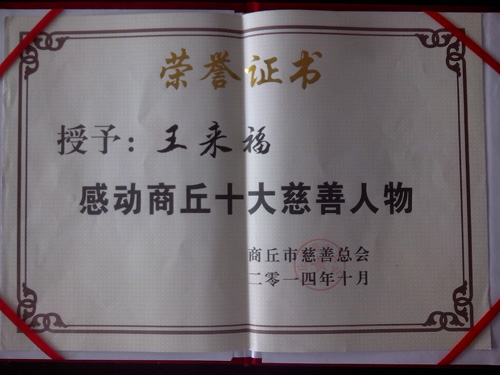 荣誉证书
授予：王来福
感动商丘十大慈善人物
商丘市慈善总会
二零一四年十月